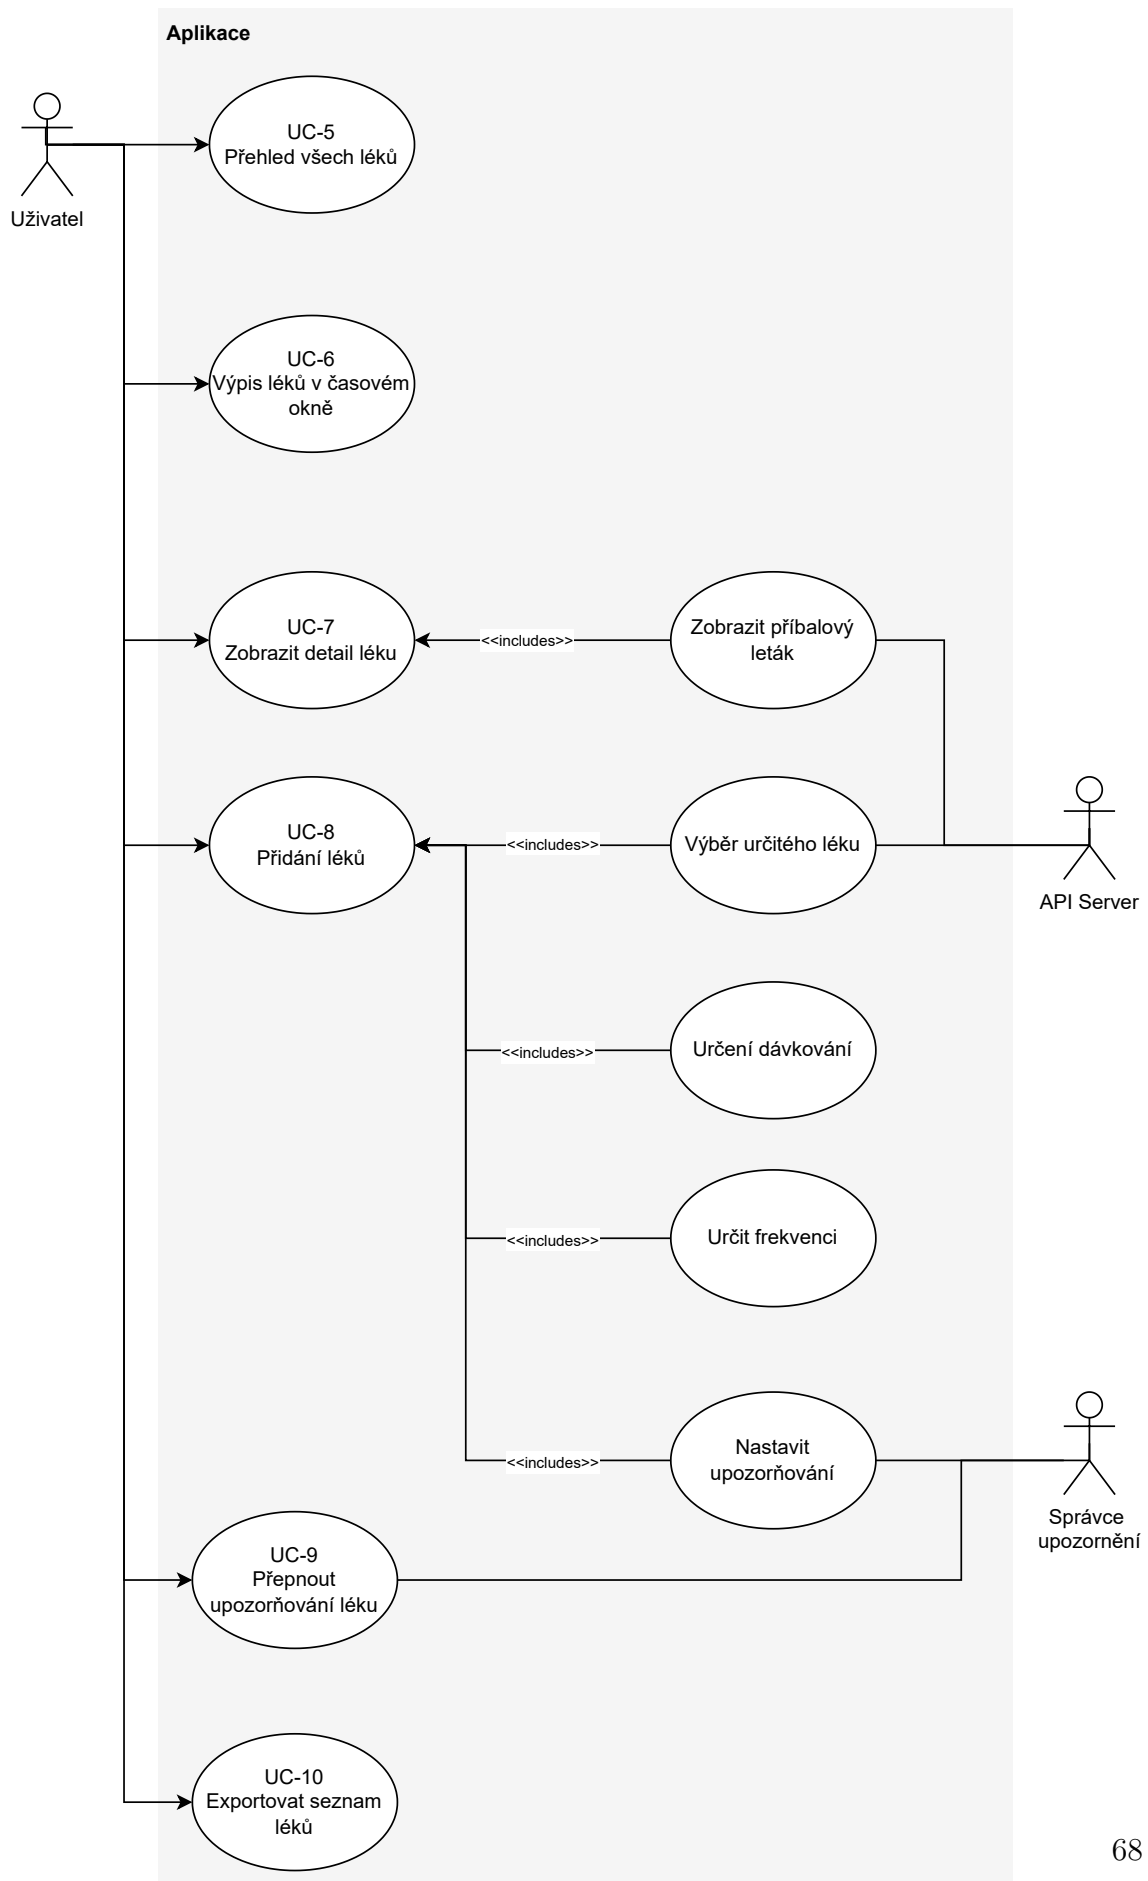 Aplikace
Uživatel
UC-5
Přehled všech léků
UC-6
Výpis léků v časovém
okně
UC-7
Zobrazit detail léku
<<includes>>
Zobrazit příbalový
leták
UC-8
Přidání léků
<<includes>>
Výběr určitého léku
API Server
<<includes>>
Určení dávkování
<<includes>>
Určit frekvenci
<<includes>>
Nastavit
upozorňování
Správce
upozornění
UC-9
Přepnout
upozorňování léku
UC-10
Exportovat seznam
léků
68